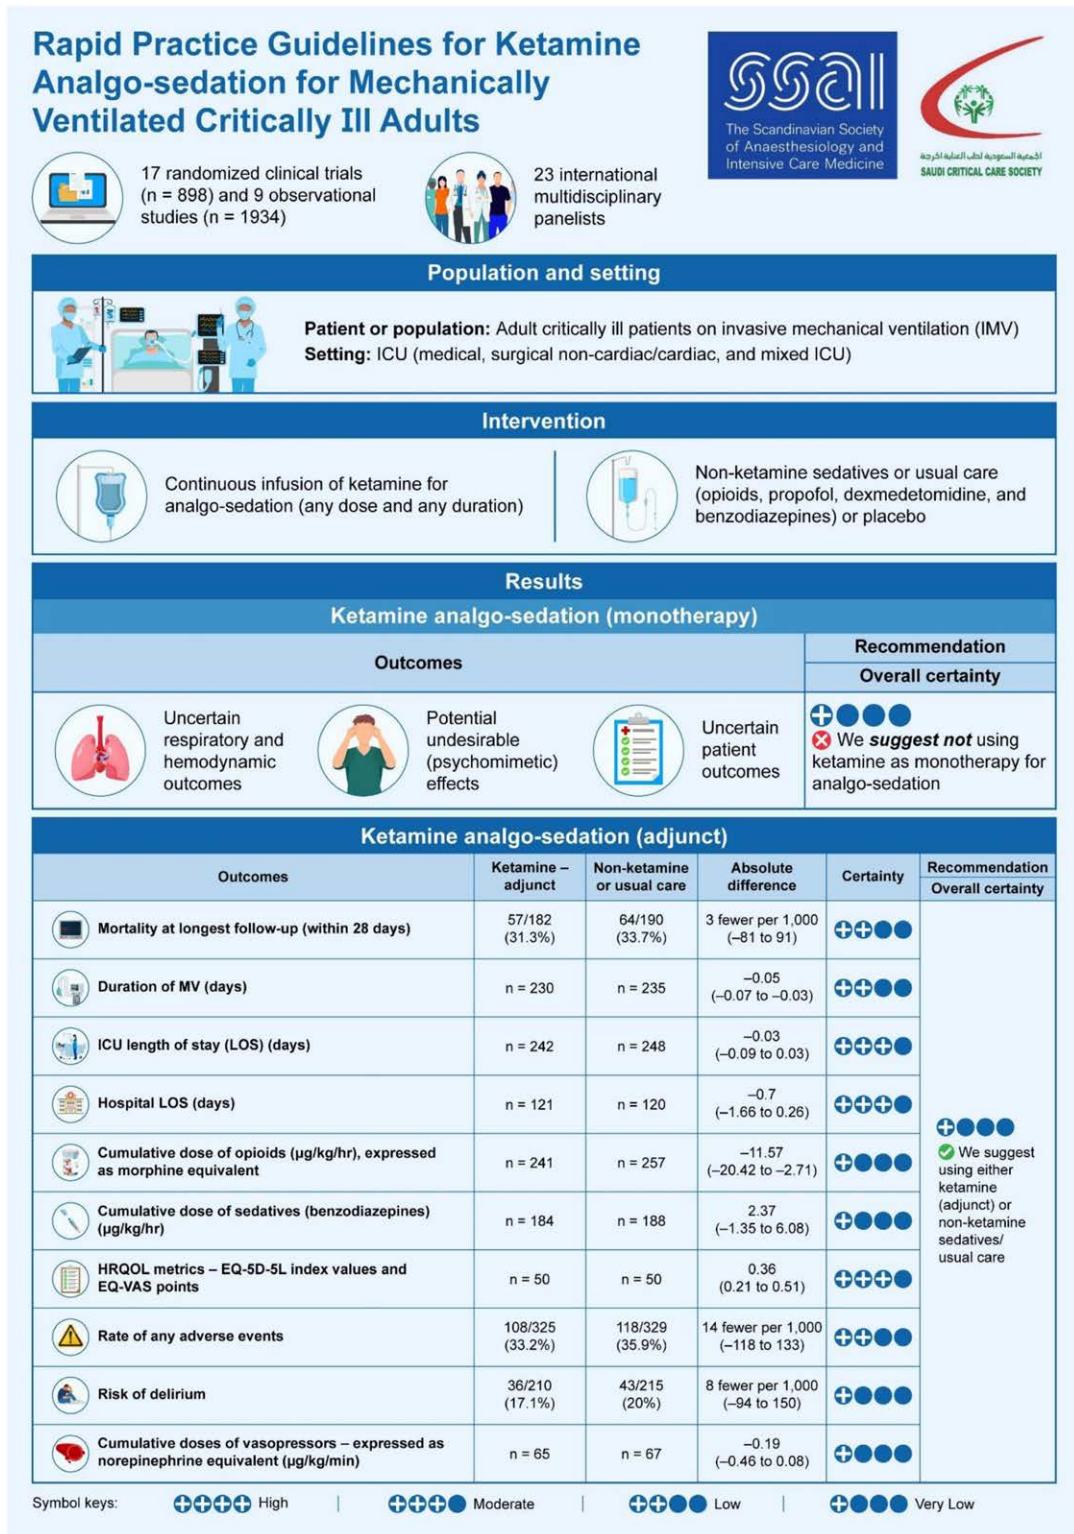 Rapid Practice Guidelines for Ketamine
Analgo-sedation for Mechanically
Ventilated Critically Ill Adults
ssai
The Scandinavian Society
of Anaesthesiology and
Intensive Care Medicine
الجمعية السعودية لطب العناية الحرجة
SAUDI CRITICAL CARE SOCIETY
17 randomized clinical trials
(n = 898) and 9 observational
studies (n = 1934)
23 international
multidisciplinary
panelists
Population and setting
Patient or population: Adult critically ill patients on invasive mechanical ventilation (IMV)
Setting: ICU (medical, surgical non-cardiac/cardiac, and mixed ICU)
Intervention
Continuous infusion of ketamine for
analgo-sedation (any dose and any duration)
Non-ketamine sedatives or usual care
(opioids, propofol, dexmedetomidine, and
benzodiazepines) or placebo
Results
Ketamine analgo-sedation (monotherapy)
Outcomes
Recommendation
Overall certainty
Uncertain
respiratory and
hemodynamic
outcomes
Potential
undesirable
(psychomimetic)
effects
Uncertain
patient
outcomes
We suggest not using
ketamine as monotherapy for
analgo-sedation
Ketamine analgo-sedation (adjunct)
Outcomes
Ketamine –
adjunct
Non-ketamine
or usual care
Absolute
difference
Certainty
Recommendation
Overall certainty
Mortality at longest follow-up (within 28 days)
57/182
(31.3%)
64/190
(33.7%)
3 fewer per 1,000
(–81 to 91)
Duration of MV (days)
n = 230
n = 235
–0.05
(–0.07 to –0.03)
ICU length of stay (LOS) (days)
n = 242
n = 248
–0.03
(–0.09 to 0.03)
Hospital LOS (days)
n = 121
n = 120
–0.7
(–1.66 to 0.26)
Cumulative dose of opioids (μg/kg/hr), expressed
as morphine equivalent
n = 241
n = 257
–11.57
(–20.42 to –2.71)
Cumulative dose of sedatives (benzodiazepines)
(μg/kg/hr)
n = 184
n = 188
2.37
(–1.35 to 6.08)
HRQOL metrics – EQ-5D-5L index values and
EQ-VAS points
n = 50
n = 50
0.36
(0.21 to 0.51)
Rate of any adverse events
108/325
(33.2%)
118/329
(35.9%)
14 fewer per 1,000
(–118 to 133)
Risk of delirium
36/210
(17.1%)
43/215
(20%)
8 fewer per 1,000
(–94 to 150)
Cumulative doses of vasopressors – expressed as
norepinephrine equivalent (μg/kg/min)
n = 65
n = 67
–0.19
(–0.46 to 0.08)
We suggest
using either
ketamine
(adjunct) or
non-ketamine
sedatives/
usual care
Symbol keys:
High
Moderate
Low
Very Low